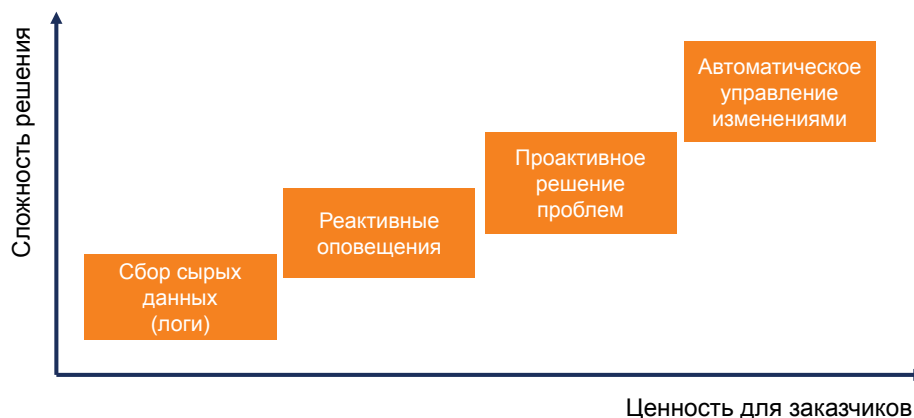 Сложность решения
Автоматическое
управление
изменениями
Проактивное
решение
проблем
Реактивные
оповещения
Сбор сырых
данных
(логи)
Ценность для заказчиков